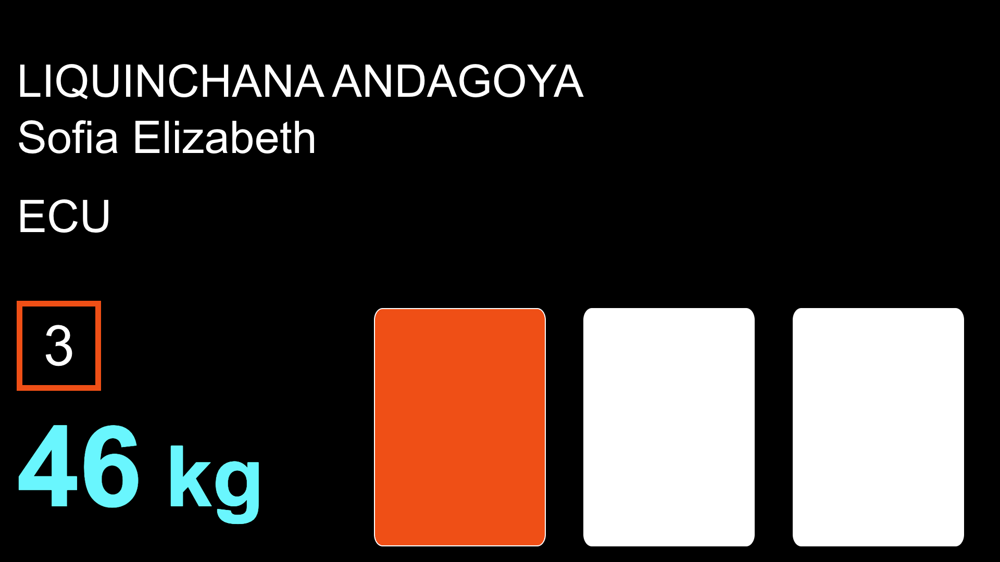 LIQUINCHANA ANDAGOYA
Sofia Elizabeth
ECU
3
46 kg